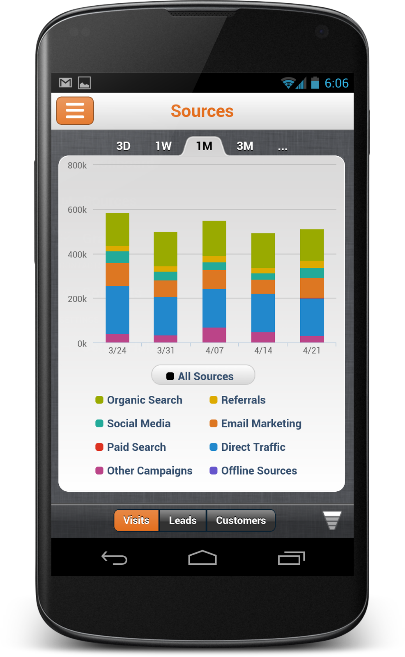 6:06
Sources
3D 1W 1M 3M ...
800k
600k
400k
200k
0k
3/24 3/31 4/07 4/14 4/21
All Sources
Organic Search Referrals
Social Media Email Marketing
Paid Search Direct Traffic
Other Campaigns Offline Sources
Visits Leads Customers